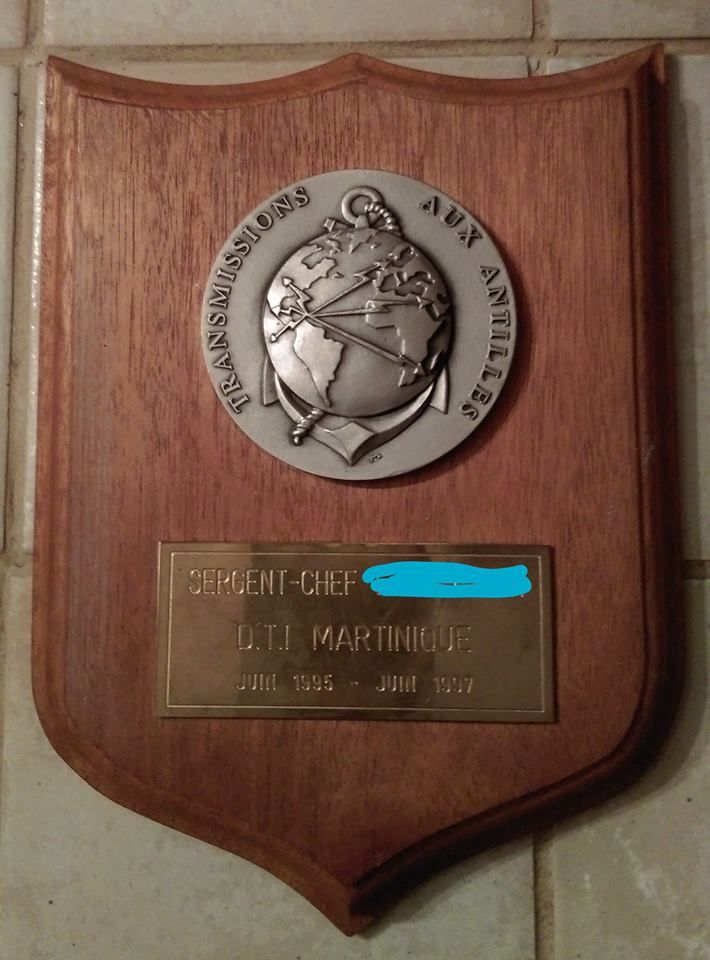 TRANSMISSIONS AUX ANTILLES
SERGENT-CHEF
D.T.I MARTINIQUE
JUIN 1995 - JUIN 1997